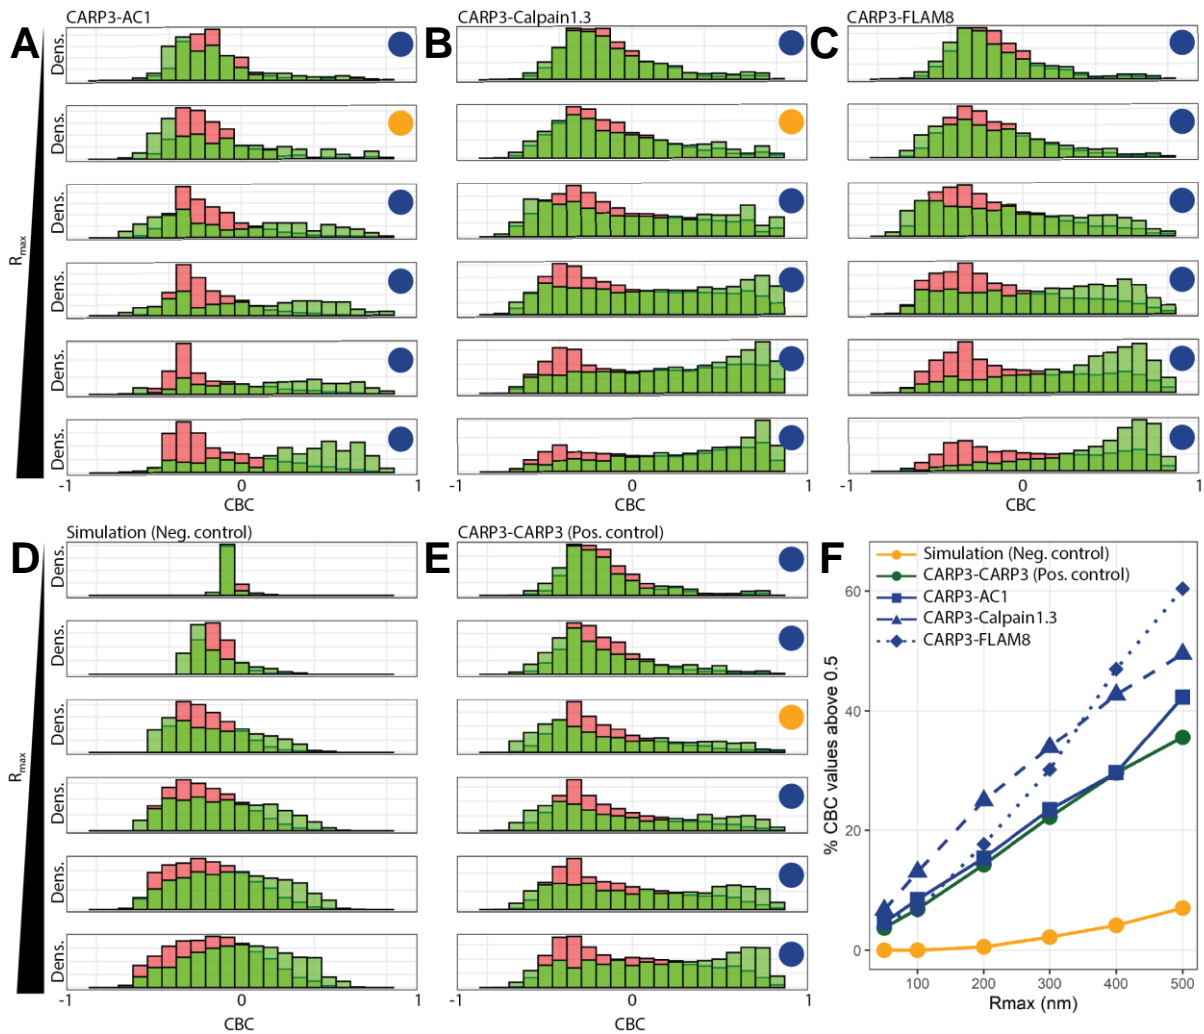 A
CARP3-AC1
B
CARP3-Calpain1.3
C
CARP3-FLAM8
Dens.
Dens.
Dens.
Dens.
Dens.
Dens.
Rmax
-1 0 1
CBC
0 1
CBC
0 1
CBC
D
Simulation (Neg. control)
E
CARP3-CARP3 (Pos. control)
F
Dens.
Dens.
Dens.
Dens.
Dens.
Dens.
Rmax
-1 0 1
CBC
-1 0 1
CBC
Simulation (Neg. control)
CARP3-CARP3 (Pos. control)
CARP3-AC1
CARP3-Calpain1.3
CARP3-FLAM8
% CBC values above 0.5
60
40
20
0
100 200 300 400 500
Rmax (nm)